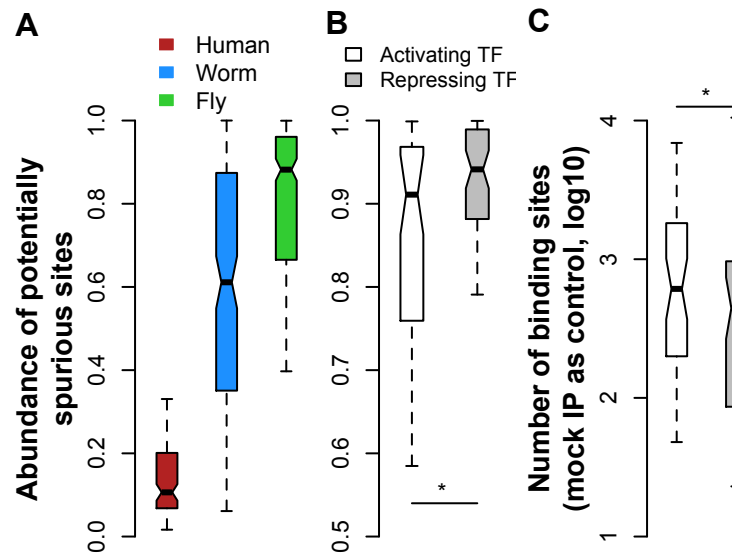 A
Human
Worm
Fly
Abundance of potentially
spurious sites
0.0
0.2
0.4
0.6
0.8
1.0
B
Activating TF
Repressing TF
0.5
0.6
0.7
0.8
0.9
1.0
*
C
Number of binding sites
(mock IP as control, log10)
1
2
3
4
*